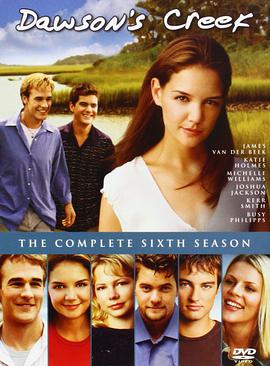 Dawson's Creek
JAMES
VAN DER BEEK
KATIE
HOLMES
MICHELLE
WILLIAMS
JOSHUA
JACKSON
KERR
SMITH
BUSY
PHILIPPS
THE COMPLETE SIXTH SEASON
DVD
VIDEO